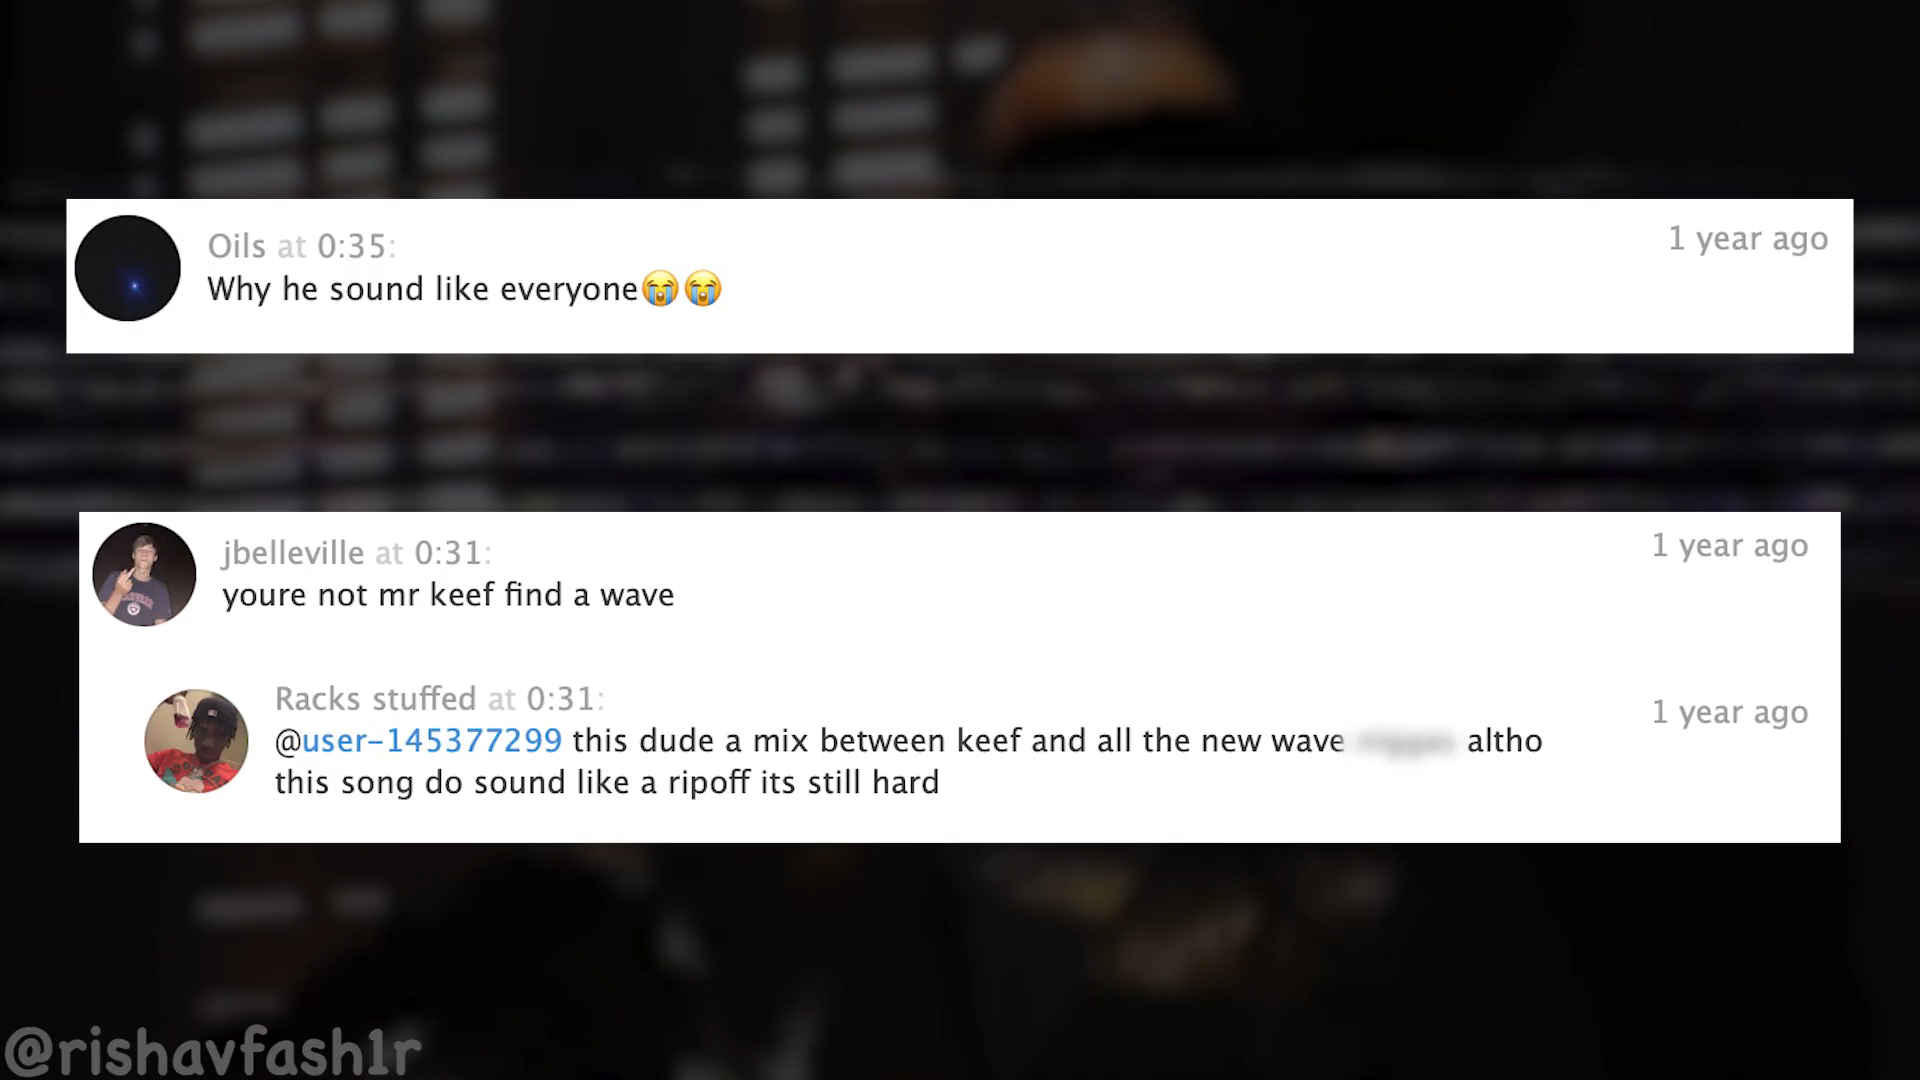 Oils at 0:35:
1 year ago
Why he sound like everyone😭😭
jbelleville at 0:31:
1 year ago
youre not mr keef find a wave
Racks stuffed at 0:31:
1 year ago
@user-145377299 this dude a mix between keef and all the new wave altho
this song do sound like a ripoff its still hard
@rishavfash1r